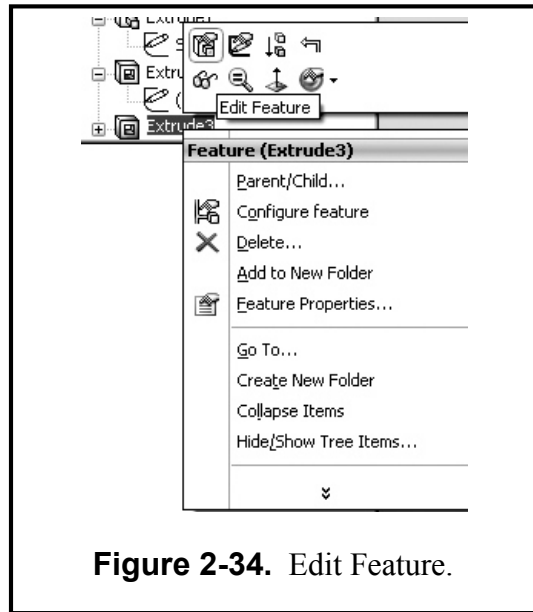 Extrude1
Extru
Edit Feature
Extrude3
Feature (Extrude3)
Parent/Child...
Configure feature
Delete...
Add to New Folder
Feature Properties...
Go To...
Create New Folder
Collapse Items
Hide/Show Tree Items...
Figure 2-34. Edit Feature.